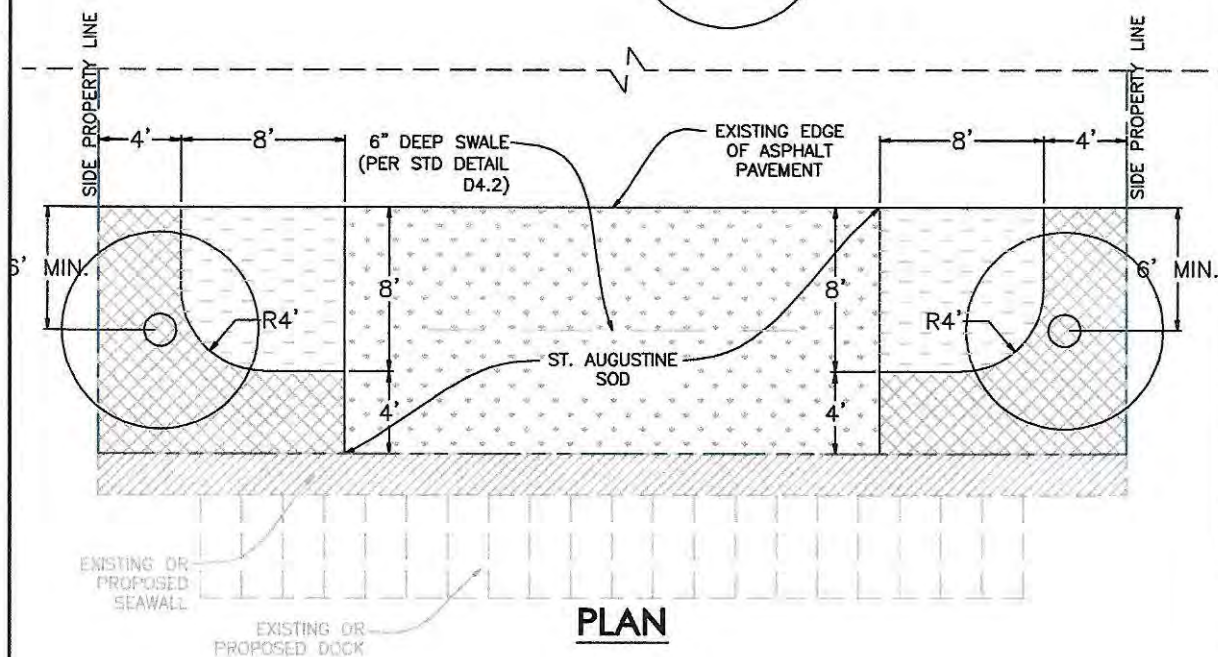 SIDE PROPERTY LINE
SIDE PROPERTY LINE
4'
8'
6" DEEP SWALE
(PER STD DETAIL
D4.2)
EXISTING EDGE
OF ASPHALT
PAVEMENT
8'
4'
6' MIN.
8'
8'
6' MIN.
R4'
R4'
ST. AUGUSTINE
SOD
4'
4'
EXISTING OR
PROPOSED
SEAWALL
EXISTING OR
PROPOSED DOCK
PLAN